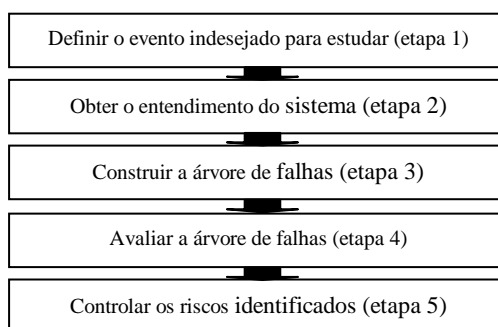 Definir o evento indesejado para estudar (etapa 1)
Obter o entendimento do sistema (etapa 2)
Construir a árvore de falhas (etapa 3)
Avaliar a árvore de falhas (etapa 4)
Controlar os riscos identificados (etapa 5)